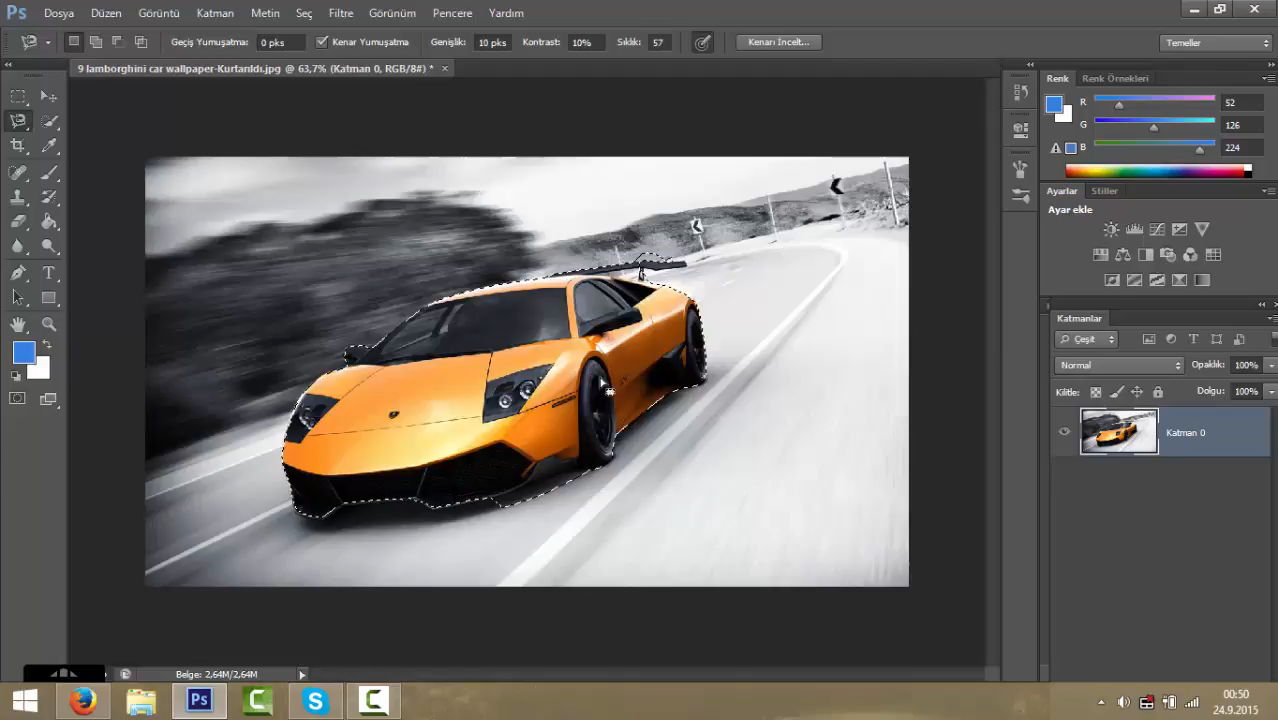 Ps Dosya Düzen Görüntü Katman Metin Seç Filtre Görünüm Pencere Yardım
Geçiş Yumuşatma: 0 pks Kenar Yumuşatma Genişlik: 10 pks Kontrast: 10% Sıklık: 57 Kenarı İncelt... Temeller
9 lamborghini car wallpaper-Kurtarıldı.jpg @ 63,7% (Katman 0, RGB/8#) *
Renk Renk Örnekleri
R 52
G 126
B 224
Ayarlar Stiller
Ayar ekle
Katmanlar
Çeşit
Normal Opaklık: 100%
Kilitle: Dolgu: 100%
Katman 0
Belge: 2,64M/2,64M
Ps
00:50
24.9.2015